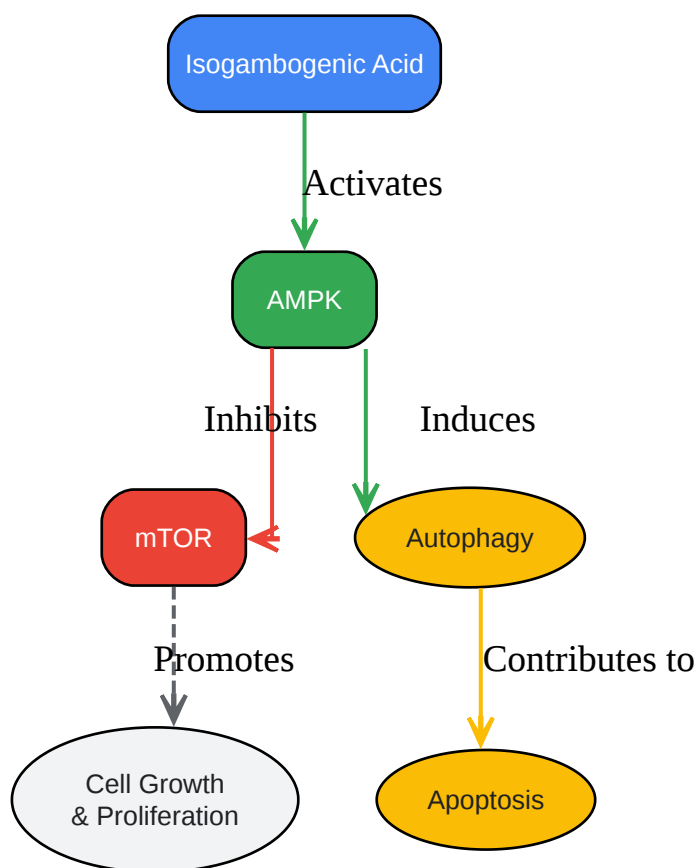 Isogambogenic Acid
Activates
AMPK
Inhibits
Induces
mTOR
Autophagy
Promotes
Contributes to
Cell Growth
& Proliferation
Apoptosis